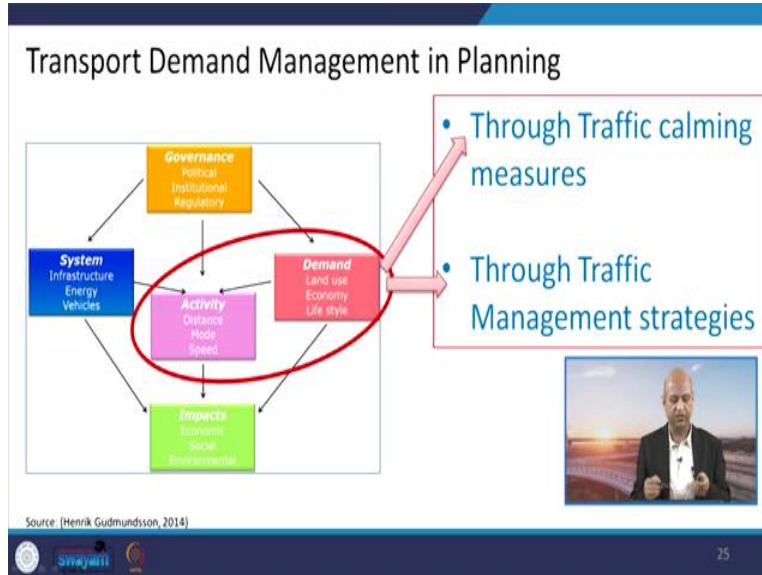 Transport Demand Management in Planning
Governance
Political
Institutional
Regulatory
System
Infrastructure
Energy
Vehicles
Activity
Distance
Mode
Speed
Demand
Land use
Economy
Life style
Impacts
Economic
Social
Environmental
• Through Traffic calming
measures
• Through Traffic
Management strategies
Source: (Henrik Gudmundsson, 2014)
swayam
25